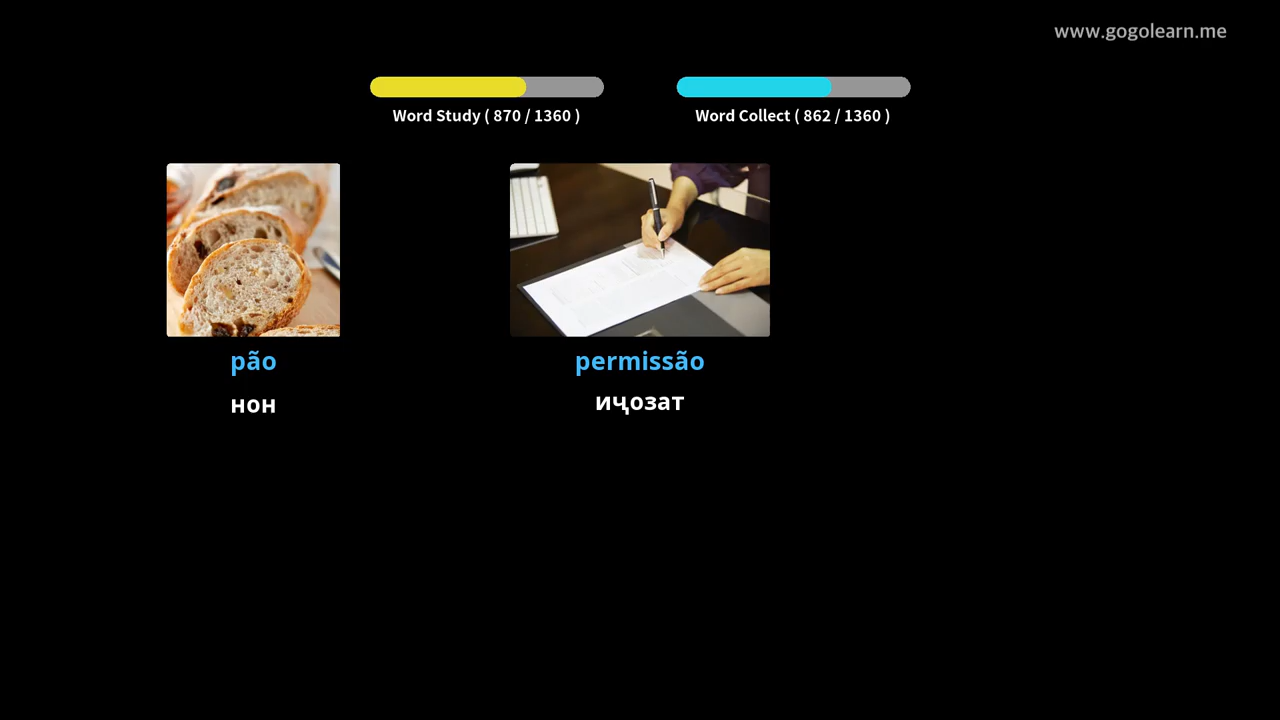 www.gogolearn.me
Word Study ( 870 / 1360 )
Word Collect ( 862 / 1360 )
pão
нон
permissão
иҷозат